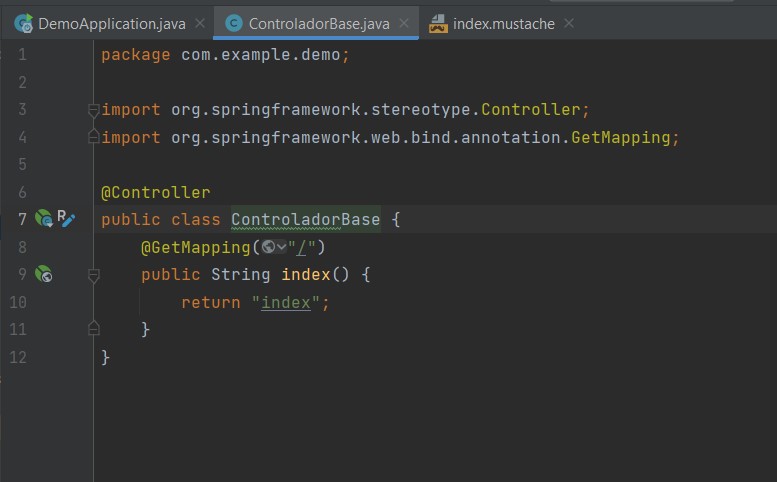 DemoApplication.java
ControladorBase.java
index.mustache
1 package com.example.demo;
2
3 import org.springframework.stereotype.Controller;
4 import org.springframework.web.bind.annotation.GetMapping;
5
6 @Controller
7 public class ControladorBase {
8 @GetMapping("/")
9 public String index() {
10 return "index";
11 }
12 }